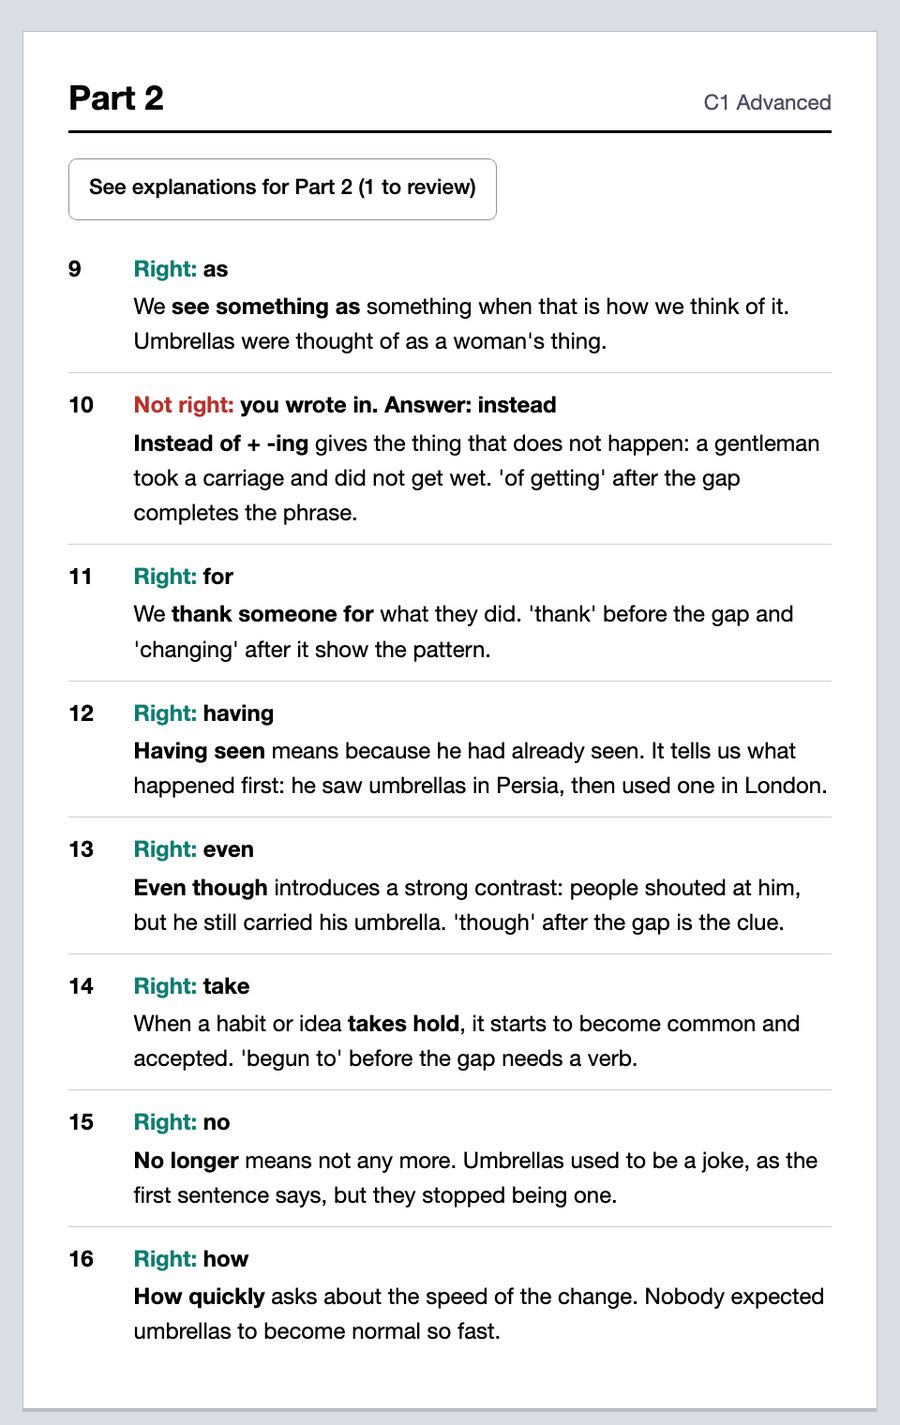 Part 2
C1 Advanced
See explanations for Part 2 (1 to review)
9
Right: as
We see something as something when that is how we think of it.
Umbrellas were thought of as a woman's thing.
10
Not right: you wrote in. Answer: instead
Instead of + -ing gives the thing that does not happen: a gentleman
took a carriage and did not get wet. 'of getting' after the gap
completes the phrase.
11
Right: for
We thank someone for what they did. 'thank' before the gap and
'changing' after it show the pattern.
12
Right: having
Having seen means because he had already seen. It tells us what
happened first: he saw umbrellas in Persia, then used one in London.
13
Right: even
Even though introduces a strong contrast: people shouted at him,
but he still carried his umbrella. 'though' after the gap is the clue.
14
Right: take
When a habit or idea takes hold, it starts to become common and
accepted. 'begun to' before the gap needs a verb.
15
Right: no
No longer means not any more. Umbrellas used to be a joke, as the
first sentence says, but they stopped being one.
16
Right: how
How quickly asks about the speed of the change. Nobody expected
umbrellas to become normal so fast.